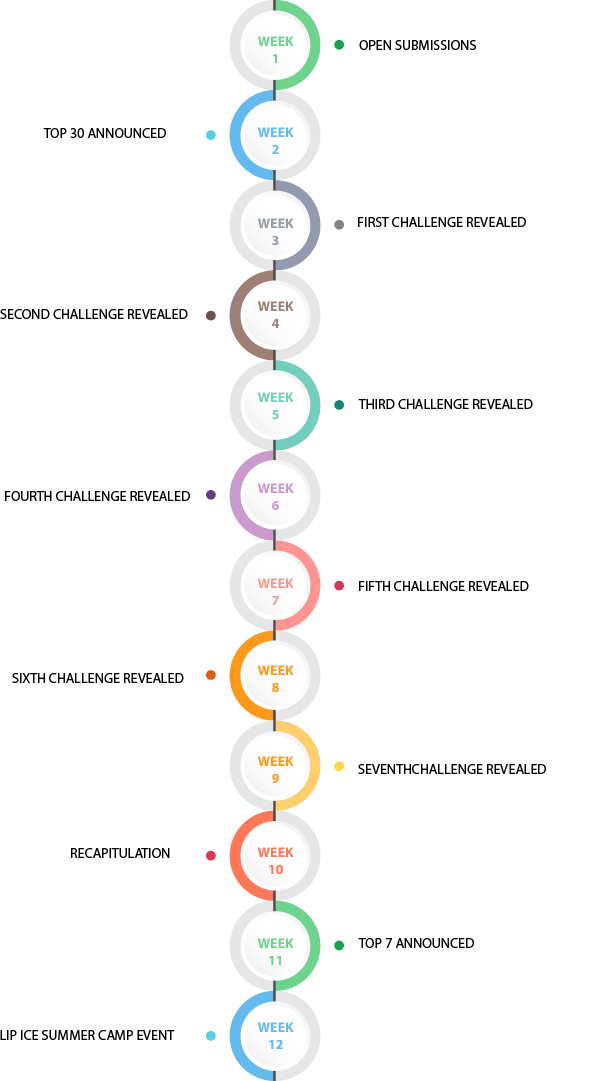 WEEK
1
OPEN SUBMISSIONS
TOP 30 ANNOUNCED
WEEK
2
WEEK
3
FIRST CHALLENGE REVEALED
SECOND CHALLENGE REVEALED
WEEK
4
WEEK
5
THIRD CHALLENGE REVEALED
FOURTH CHALLENGE REVEALED
WEEK
6
WEEK
7
FIFTH CHALLENGE REVEALED
SIXTH CHALLENGE REVEALED
WEEK
8
WEEK
9
SEVENTHCHALLENGE REVEALED
RECAPITULATION
WEEK
10
WEEK
11
TOP 7 ANNOUNCED
LIP ICE SUMMER CAMP EVENT
WEEK
12